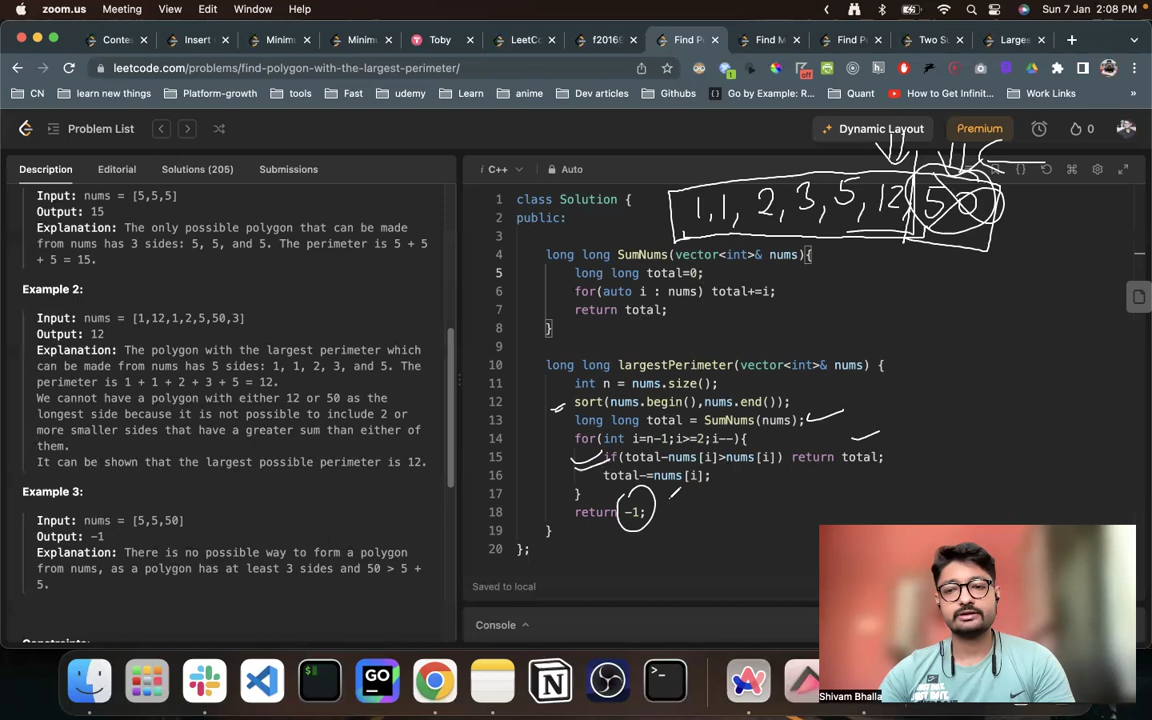 zoom.us Meeting View Edit Window Help Sun 7 Jan 2:08 PM
Contes Insert Minimu Minimu Toby LeetCo f20168 Find P Find M Find P Two Su Larges
leetcode.com/problems/find-polygon-with-the-largest-perimeter/
CN learn new things Platform-growth tools Fast udemy Learn anime Dev articles Githubs Go by Example: R... Quant How to Get Infinit... Work Links »
Problem List Dynamic Layout Premium 0
Description Editorial Solutions (205) Submissions
Input: nums = [5,5,5]
Output: 15
Explanation: The only possible polygon that can be made
from nums has 3 sides: 5, 5, and 5. The perimeter is 5 + 5
+ 5 = 15.
Example 2:
Input: nums = [1,12,1,2,5,50,3]
Output: 12
Explanation: The polygon with the largest perimeter which
can be made from nums has 5 sides: 1, 1, 2, 3, and 5. The
perimeter is 1 + 1 + 2 + 3 + 5 = 12.
We cannot have a polygon with either 12 or 50 as the
longest side because it is not possible to include 2 or
more smaller sides that have a greater sum than either of
them.
It can be shown that the largest possible perimeter is 12.
Example 3:
Input: nums = [5,5,50]
Output: -1
Explanation: There is no possible way to form a polygon
from nums, as a polygon has at least 3 sides and 50 > 5 +
5.
C++ Auto
1, 1, 2, 3, 5, 12, 50
1 class Solution {
2 public:
3
4 long long SumNums(vector<int>& nums){
5 long long total=0;
6 for(auto i : nums) total+=i;
7 return total;
8 }
9
10 long long largestPerimeter(vector<int>& nums) {
11 int n = nums.size();
12 sort(nums.begin(),nums.end());
13 long long total = SumNums(nums);
14 for(int i=n-1;i>=2;i--){
15 if(total-nums[i]>nums[i]) return total;
16 total-=nums[i];
17 }
18 return -1;
19 }
20 };
Saved to local
Console
Shivam Bhalla